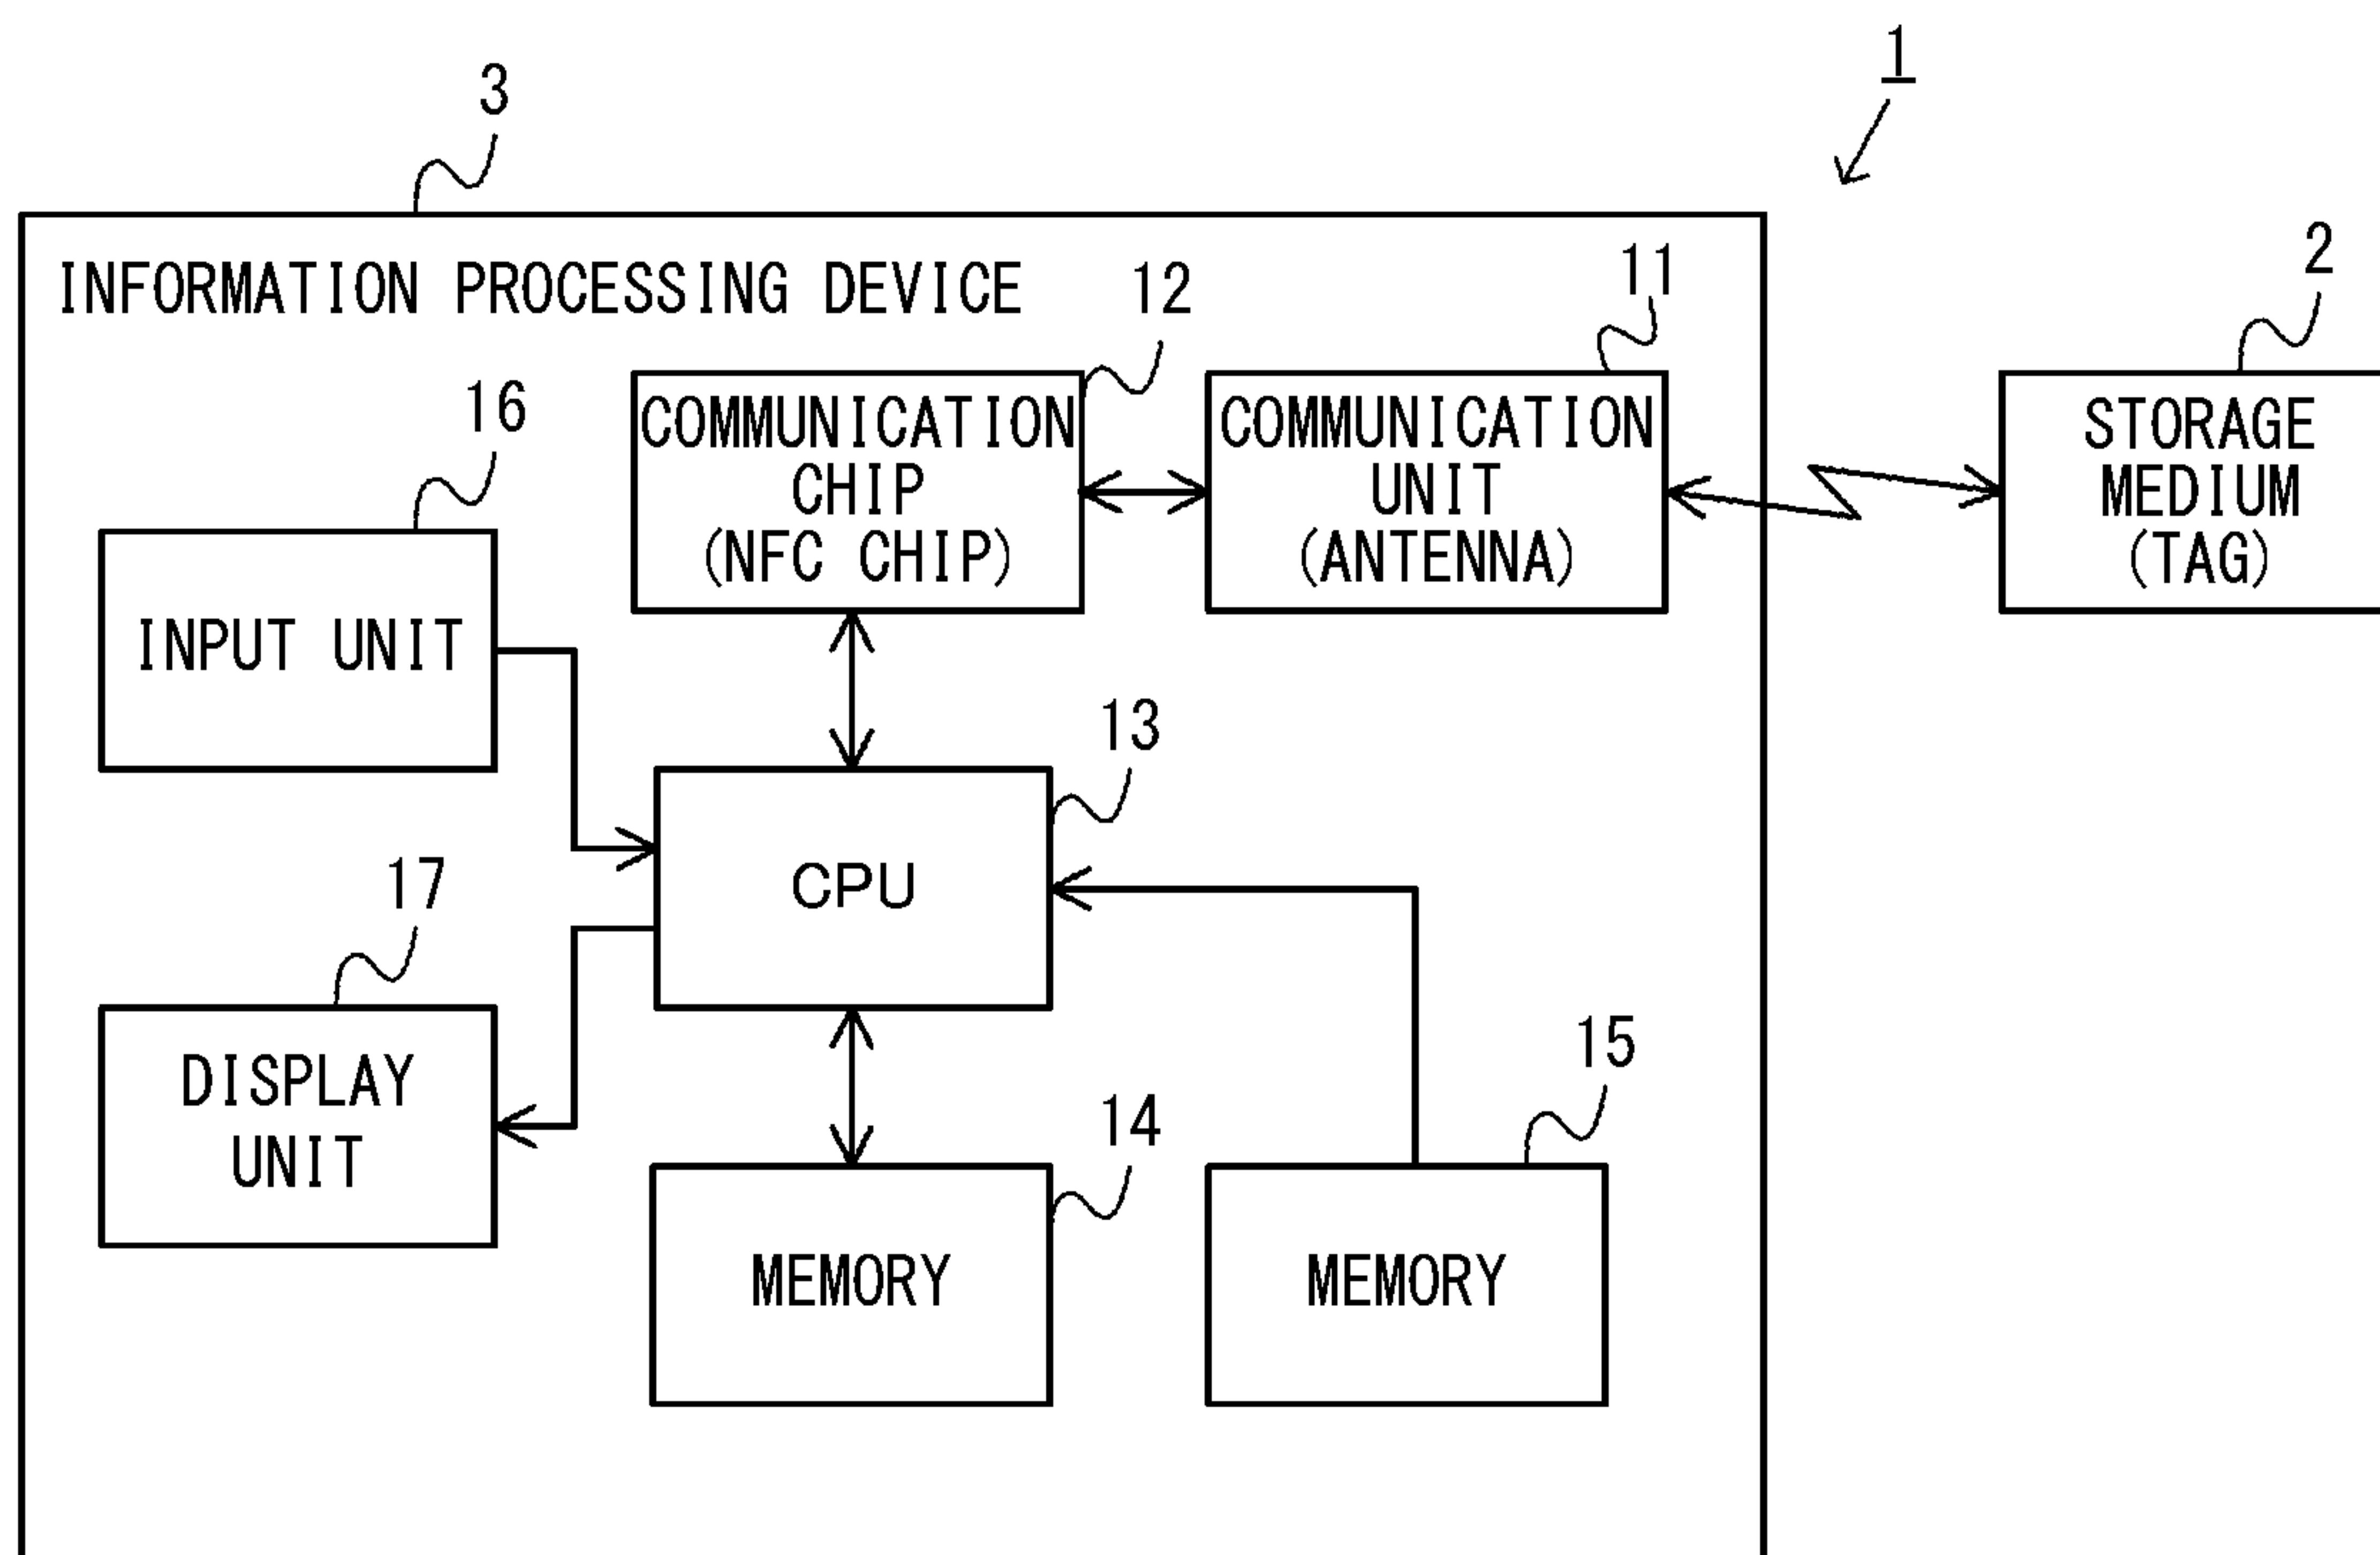 1
3
2
INFORMATION PROCESSING DEVICE
12
11
16
COMMUNICATION
CHIP
(NFC CHIP)
COMMUNICATION
UNIT
(ANTENNA)
STORAGE
MEDIUM
(TAG)
INPUT UNIT
13
CPU
17
DISPLAY
UNIT
14
15
MEMORY
MEMORY